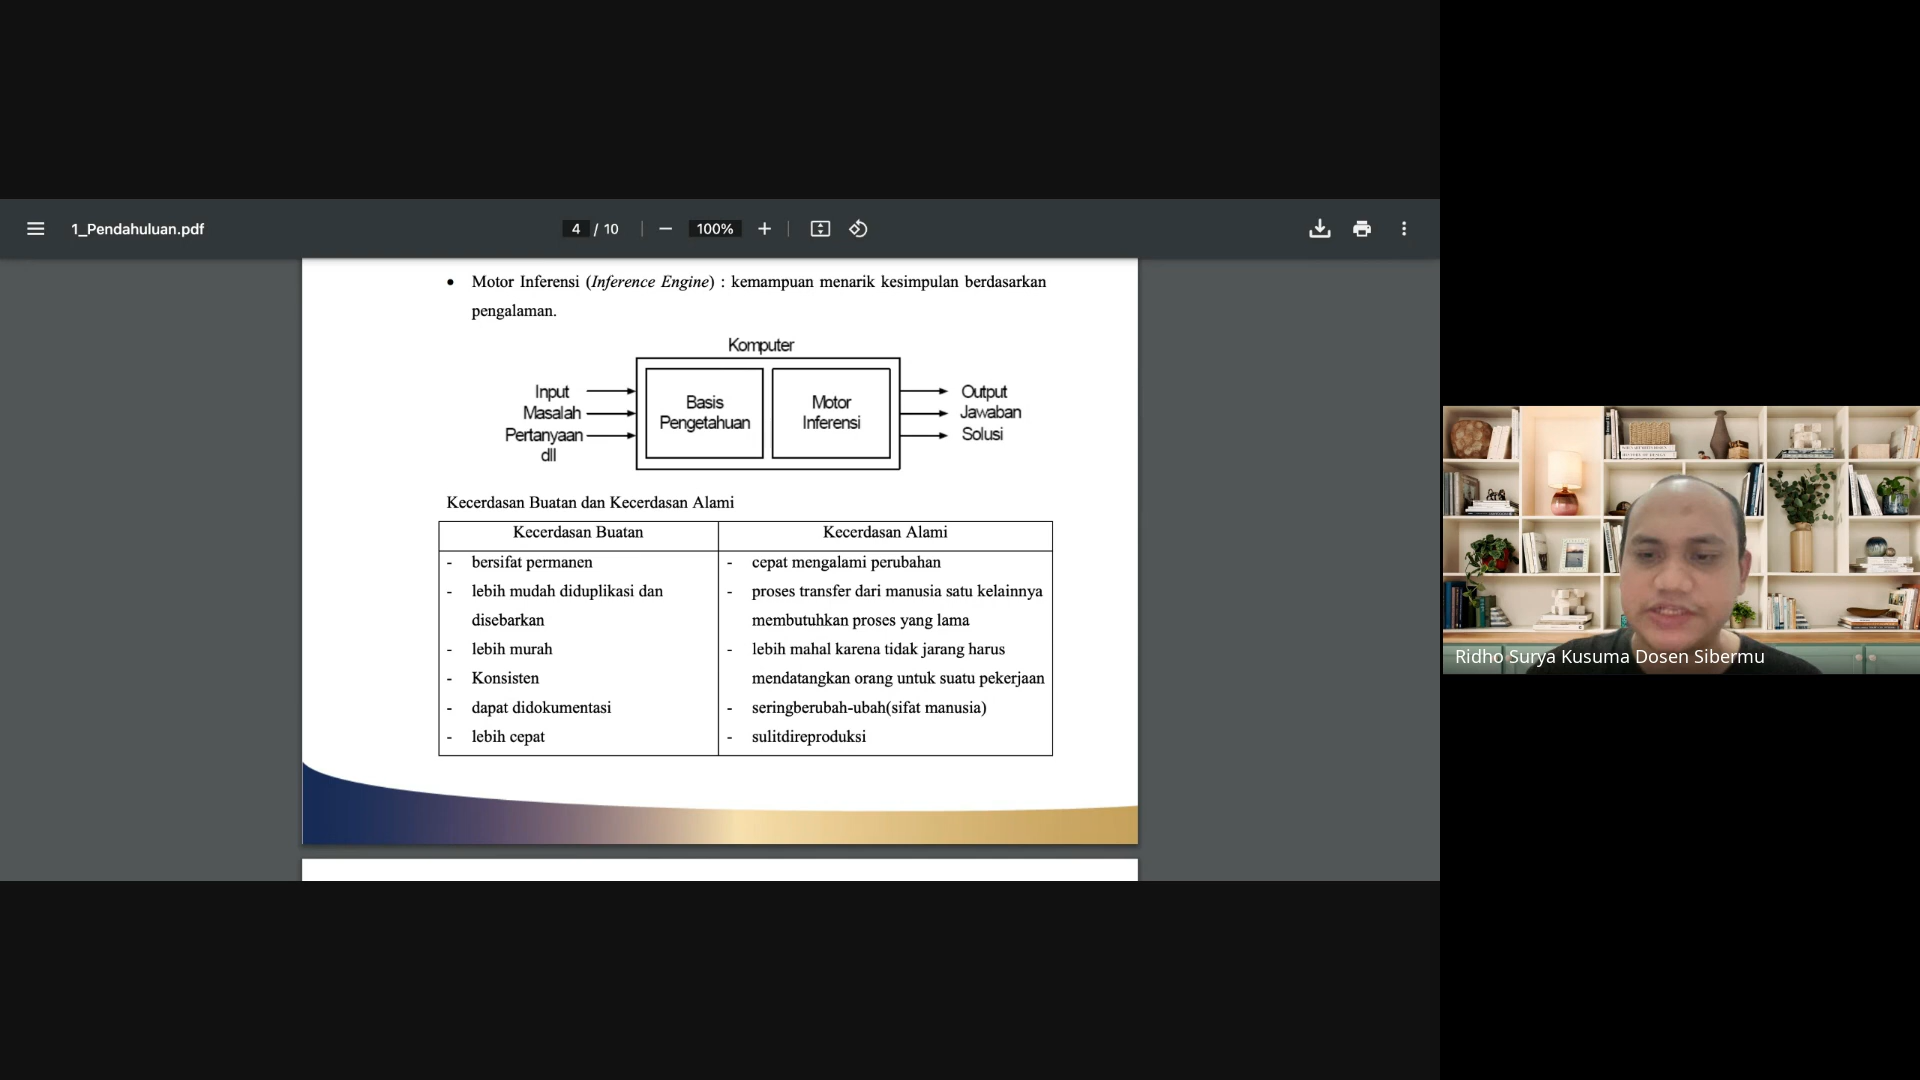 1_Pendahuluan.pdf
4 / 10
100%
• Motor Inferensi (Inference Engine) : kemampuan menarik kesimpulan berdasarkan
pengalaman.
Komputer
Input
Masalah
Pertanyaan
dll
Basis
Pengetahuan
Motor
Inferensi
Output
Jawaban
Solusi
Kecerdasan Buatan dan Kecerdasan Alami
Kecerdasan Buatan
- bersifat permanen
- lebih mudah diduplikasi dan
disebarkan
- lebih murah
- Konsisten
- dapat didokumentasi
- lebih cepat
Kecerdasan Alami
- cepat mengalami perubahan
- proses transfer dari manusia satu kelainnya
membutuhkan proses yang lama
- lebih mahal karena tidak jarang harus
mendatangkan orang untuk suatu pekerjaan
- seringberubah-ubah(sifat manusia)
- sulitdireproduksi
Ridho Surya Kusuma Dosen Sibermu